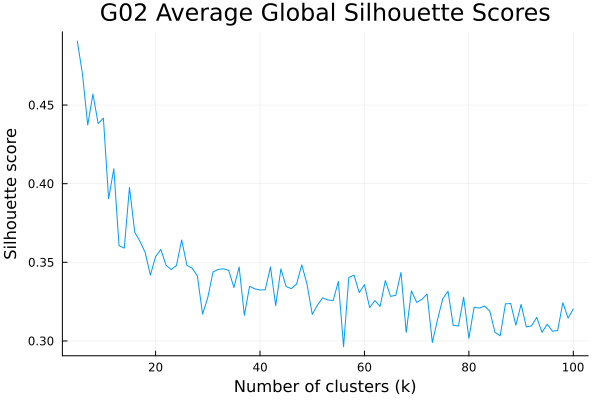 G02 Average Global Silhouette Scores
Silhouette score
0.45
0.40
0.35
0.30
20 40 60 80 100
Number of clusters (k)